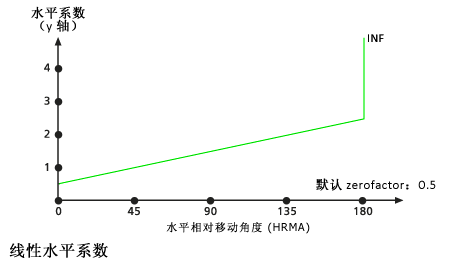 水平系数
（y 轴）
INF
4
3
2
1
默认 zerofactor：0.5
0 45 90 135 180
水平相对移动角度 (HRMA)
线性水平系数